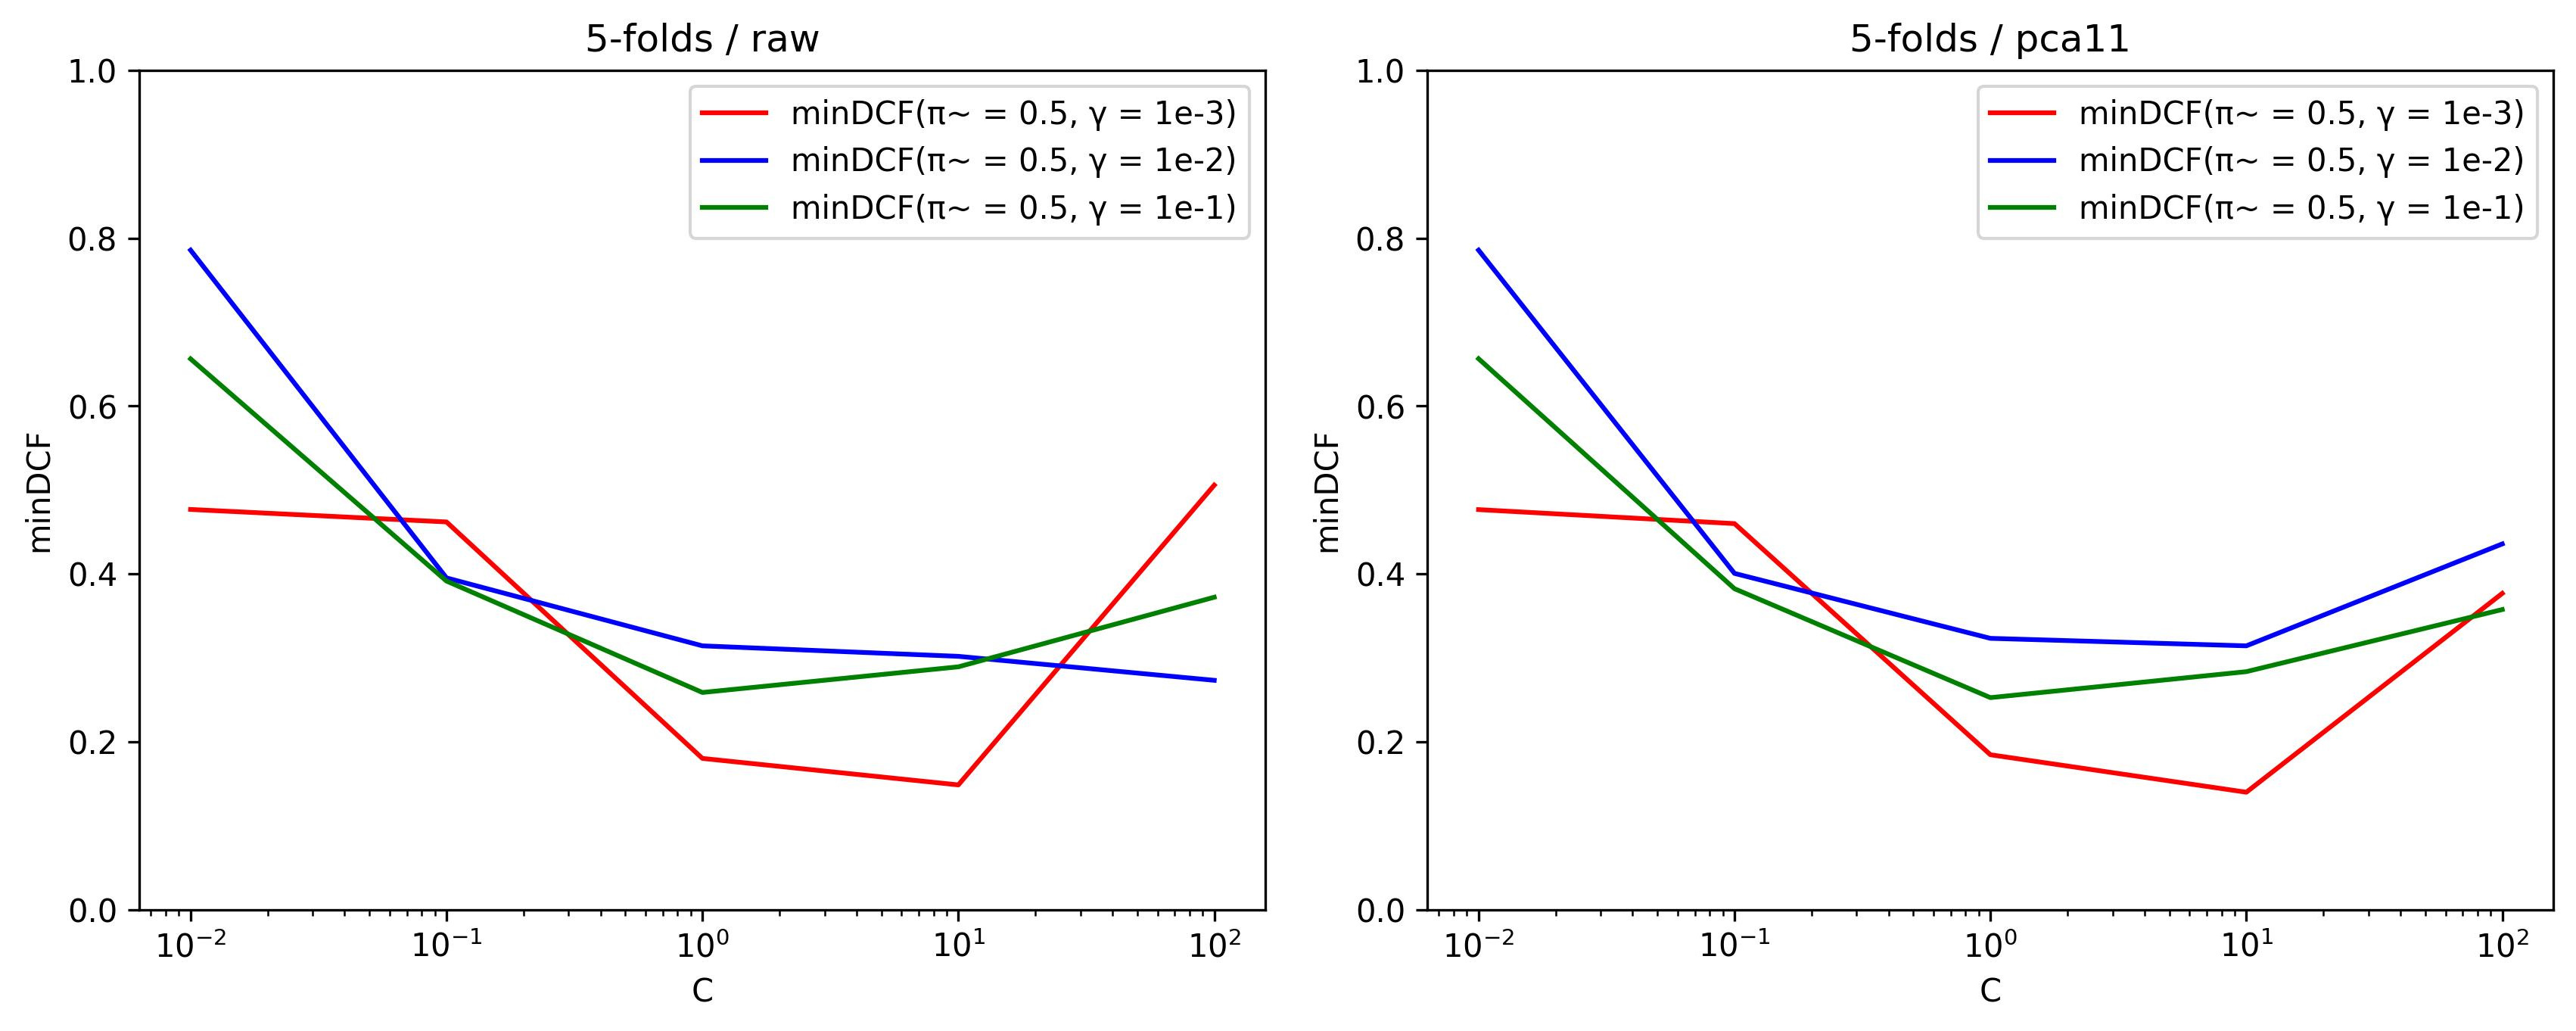 5-folds / raw
minDCF(π~ = 0.5, γ = 1e-3)
minDCF(π~ = 0.5, γ = 1e-2)
minDCF(π~ = 0.5, γ = 1e-1)
1.0
0.8
0.6
0.4
0.2
0.0
minDCF
10⁻²
10⁻¹
10⁰
10¹
10²
C
5-folds / pca11
minDCF(π~ = 0.5, γ = 1e-3)
minDCF(π~ = 0.5, γ = 1e-2)
minDCF(π~ = 0.5, γ = 1e-1)
1.0
0.8
0.6
0.4
0.2
0.0
minDCF
10⁻²
10⁻¹
10⁰
10¹
10²
C